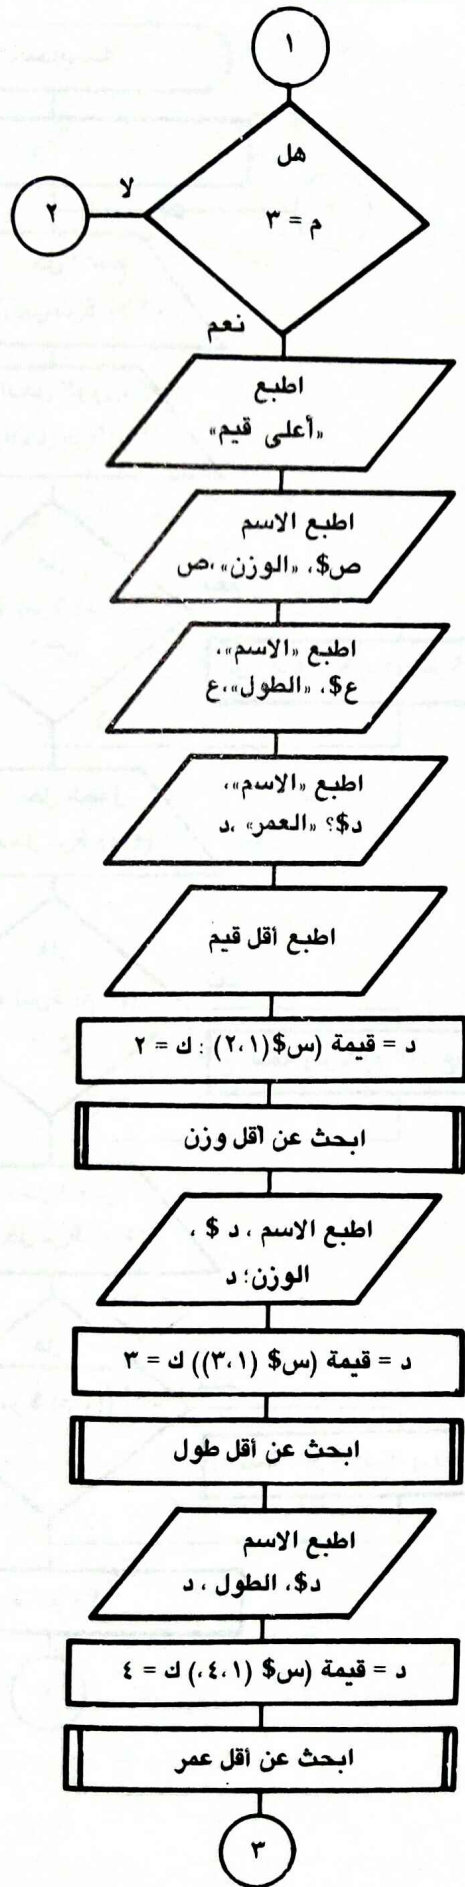 ١
هل
م = ٣
لا
٢
نعم
اطبع
«أعلى قيم»
اطبع الاسم
ص$، «الوزن»،ص
اطبع «الاسم»،
ع$، «الطول»،ع
اطبع «الاسم»،
د$؟ «العمر» ،د
اطبع أقل قيم
د = قيمة (س$(٢،١) : ك = ٢
ابحث عن أقل وزن
اطبع الاسم ، د $ ،
الوزن؛ د
د = قيمة (س$ (٣،١)) ك = ٣
ابحث عن أقل طول
اطبع الاسم
د$، الطول ، د
د = قيمة (س$ (٤،١،) ك = ٤
ابحث عن أقل عمر
٣